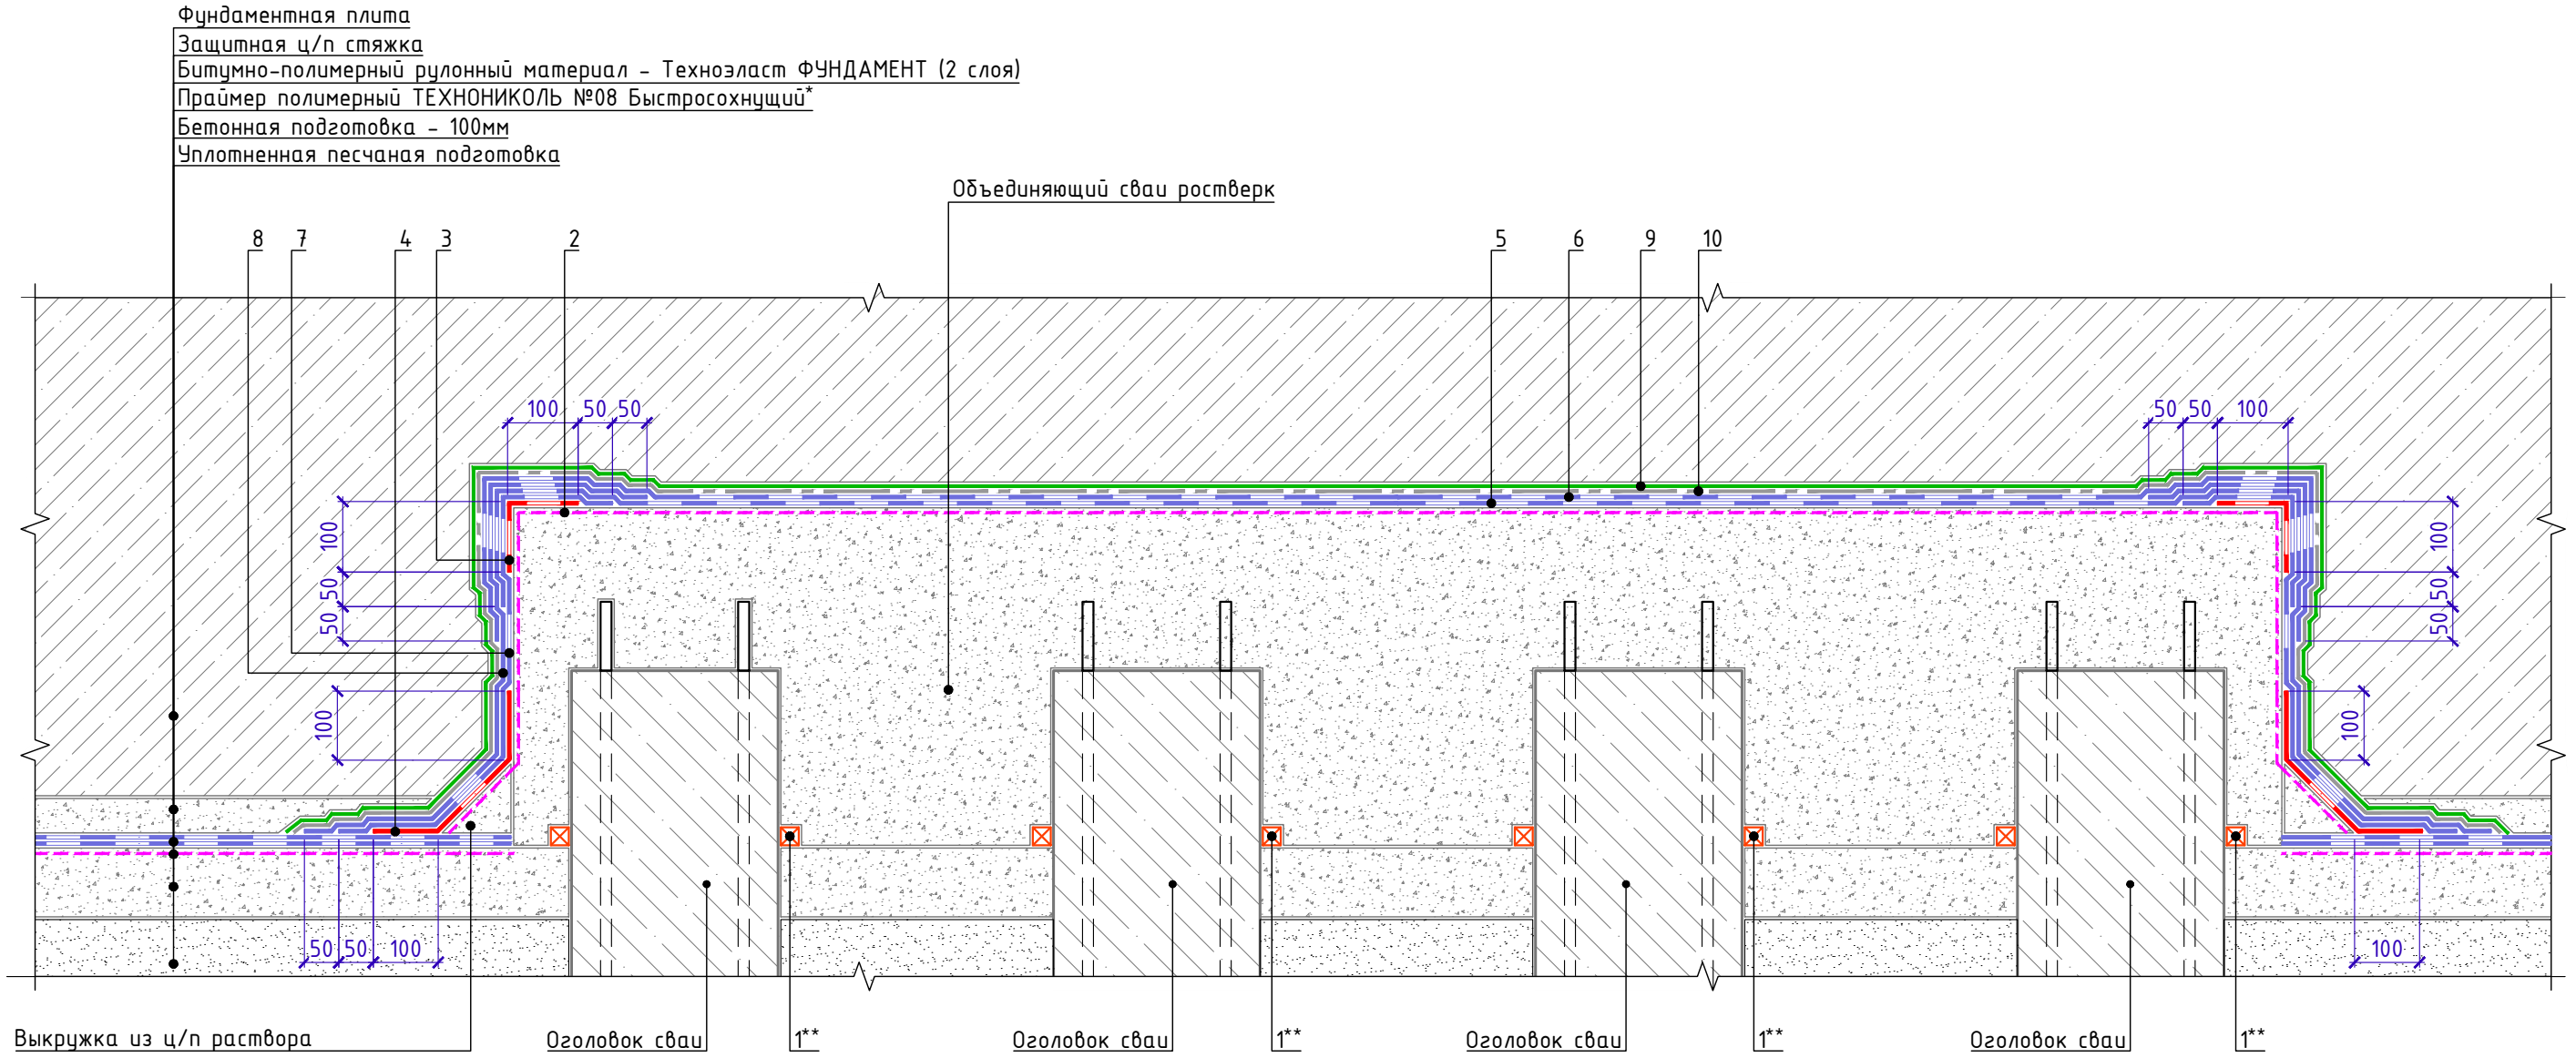 Фундаментная плита
Защитная ц/п стяжка
Битумно-полимерный рулонный материал - Техноэласт ФУНДАМЕНТ (2 слоя)
Праймер полимерный ТЕХНОНИКОЛЬ №08 Быстросохнущий*
Бетонная подготовка - 100мм
Уплотненная песчаная подготовка
Объединяющий сваи ростверк
8 7 4 3 2 5 6 9 10
100 50 50 50 50 100
100
50
50
100
100
50
50
100
100
50 50 100 100
Выкружка из ц/п раствора Оголовок сваи 1** Оголовок сваи 1** Оголовок сваи 1** Оголовок сваи 1**